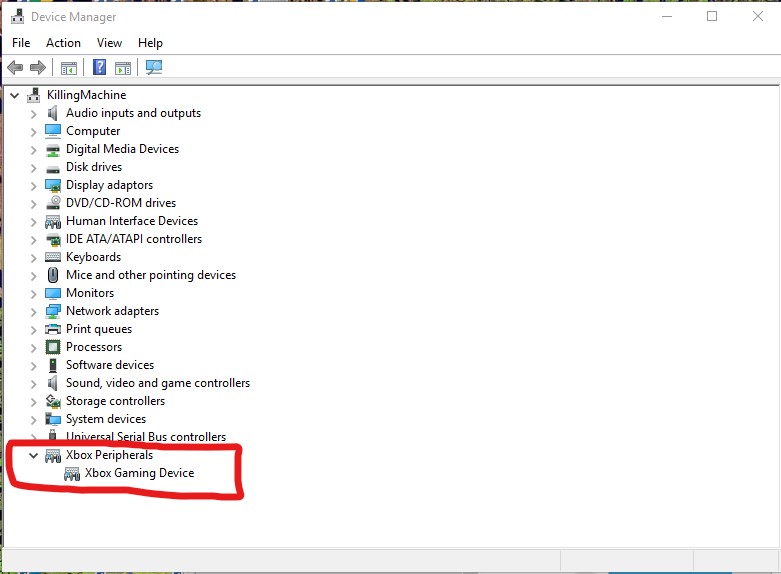 Device Manager
File Action View Help
KillingMachine
Audio inputs and outputs
Computer
Digital Media Devices
Disk drives
Display adaptors
DVD/CD-ROM drives
Human Interface Devices
IDE ATA/ATAPI controllers
Keyboards
Mice and other pointing devices
Monitors
Network adapters
Print queues
Processors
Software devices
Sound, video and game controllers
Storage controllers
System devices
Universal Serial Bus controllers
Xbox Peripherals
Xbox Gaming Device